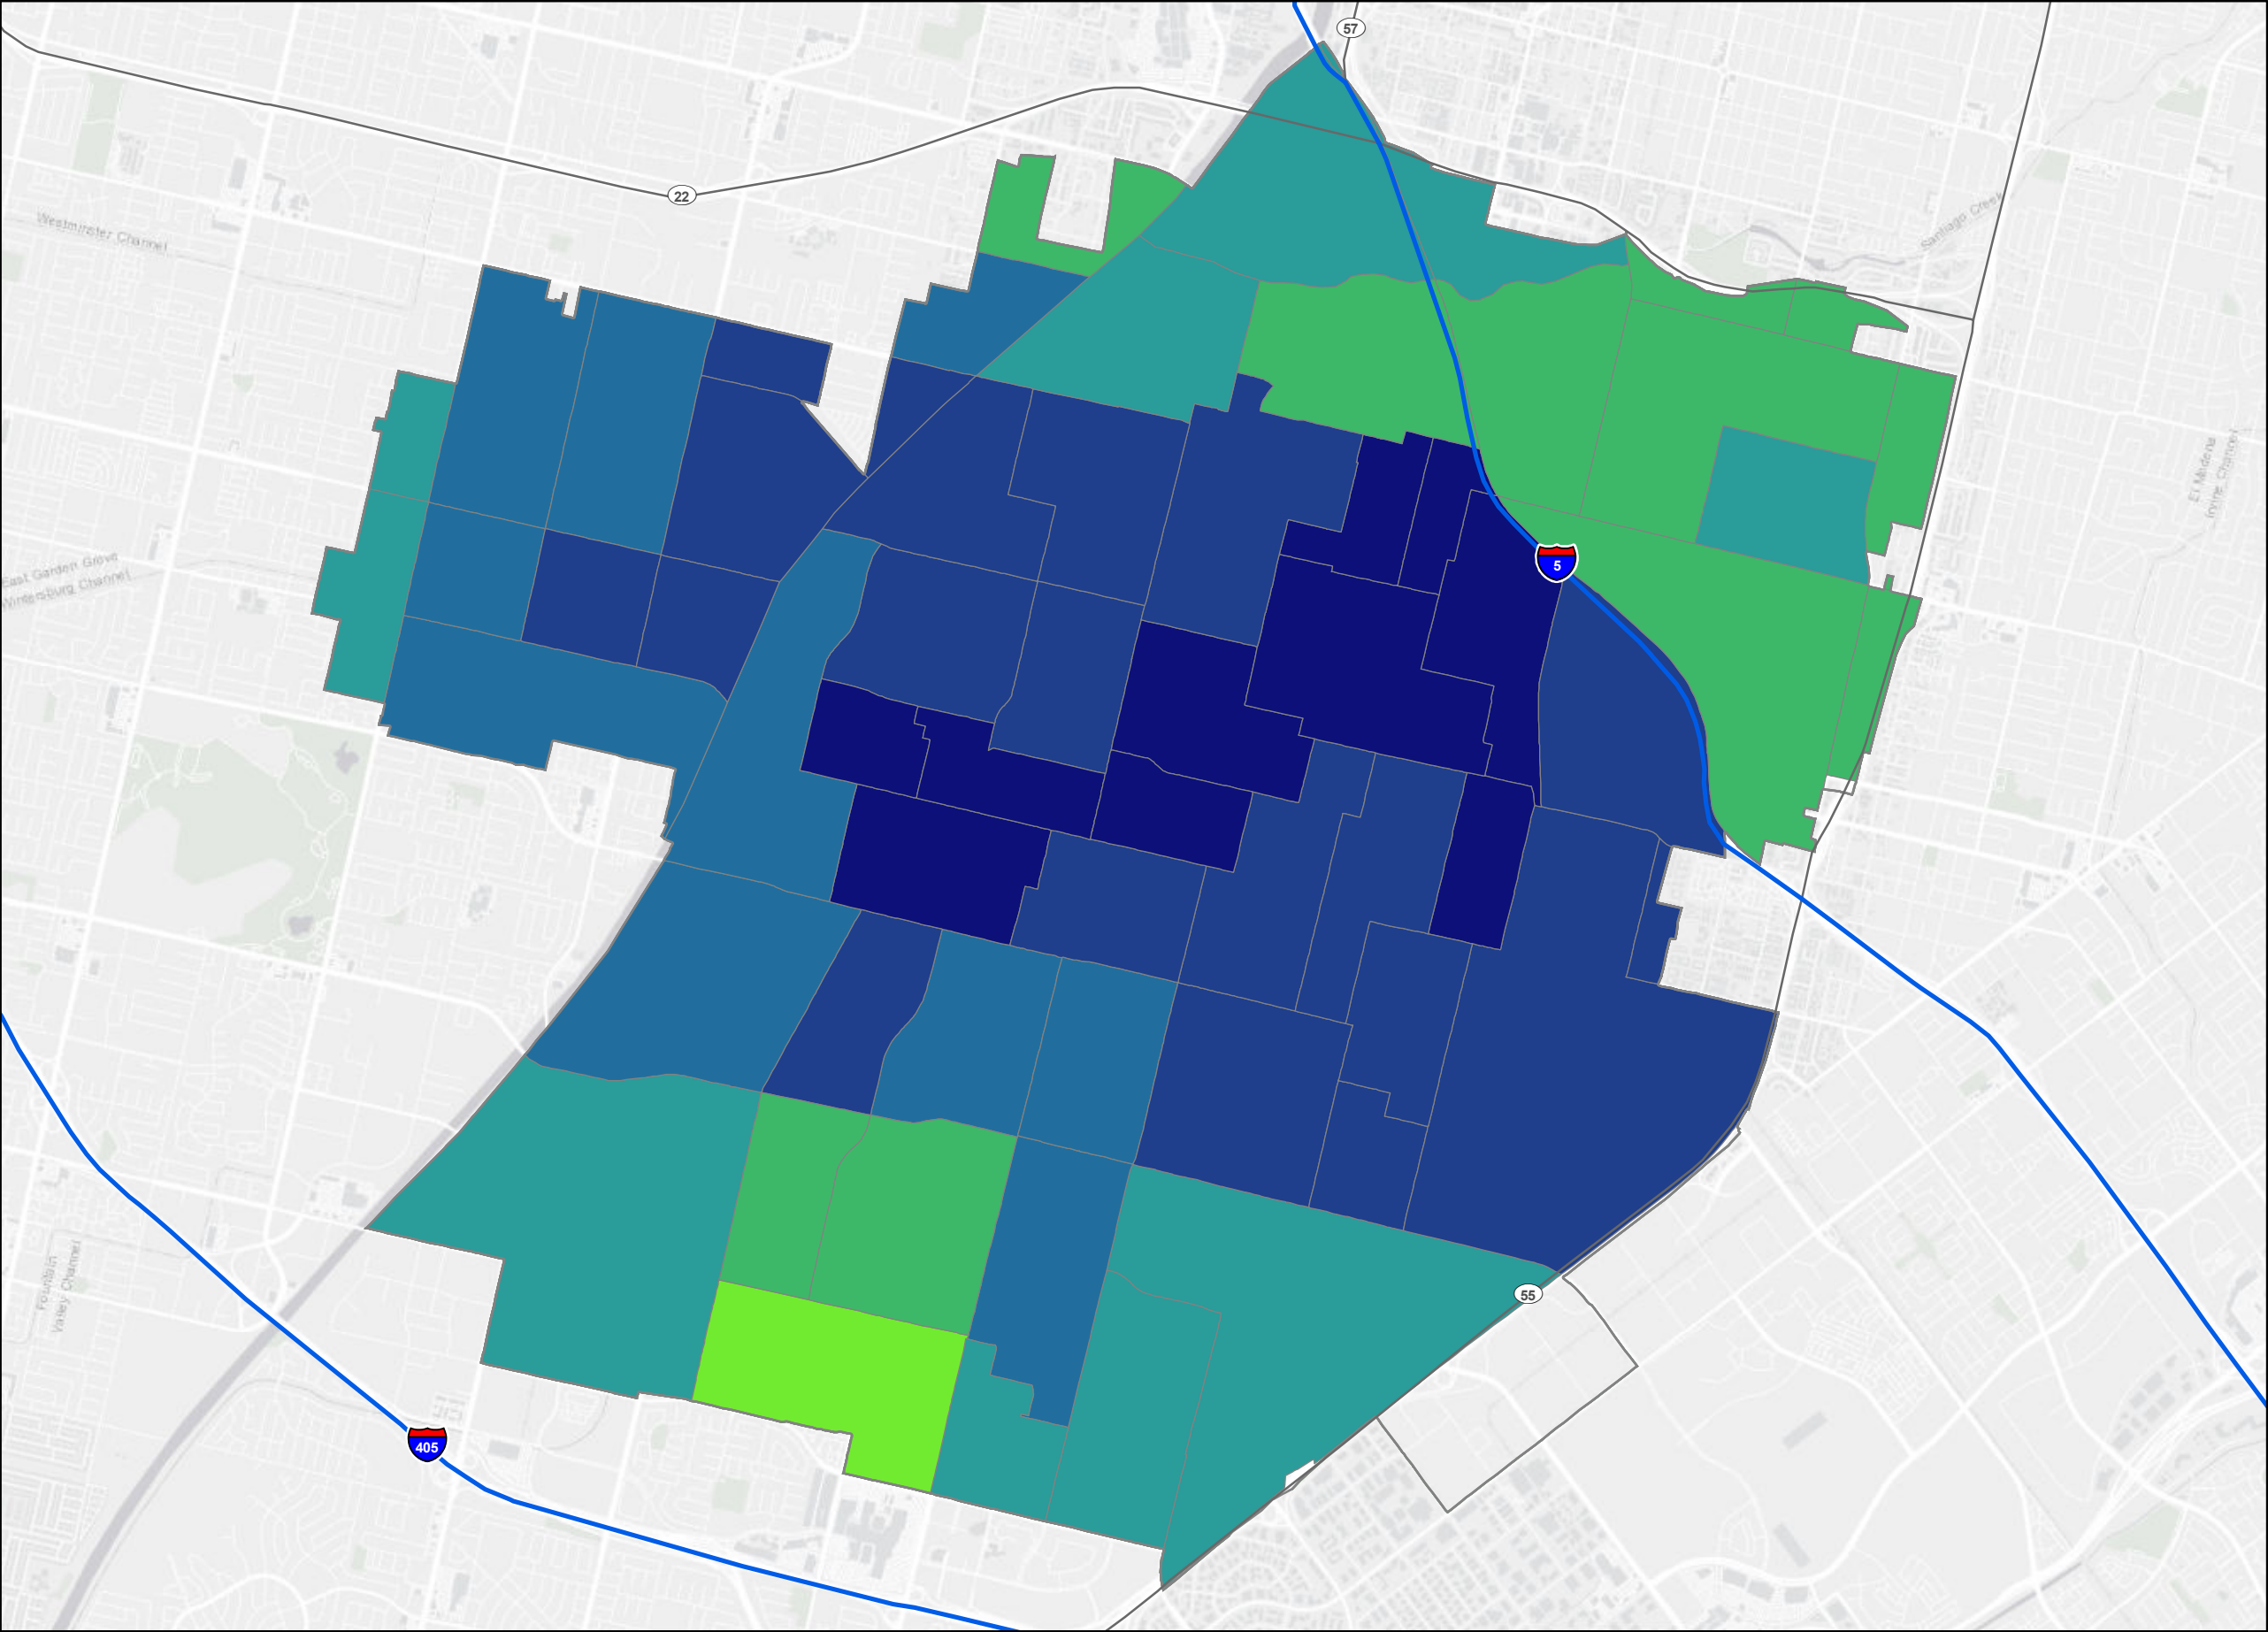 57
22
Santiago Creek
Westminster Channel
El Modena
Irvine Channel
5
East Garden Grove
Wintersburg Channel
Fountain
Valley Channel
55
405